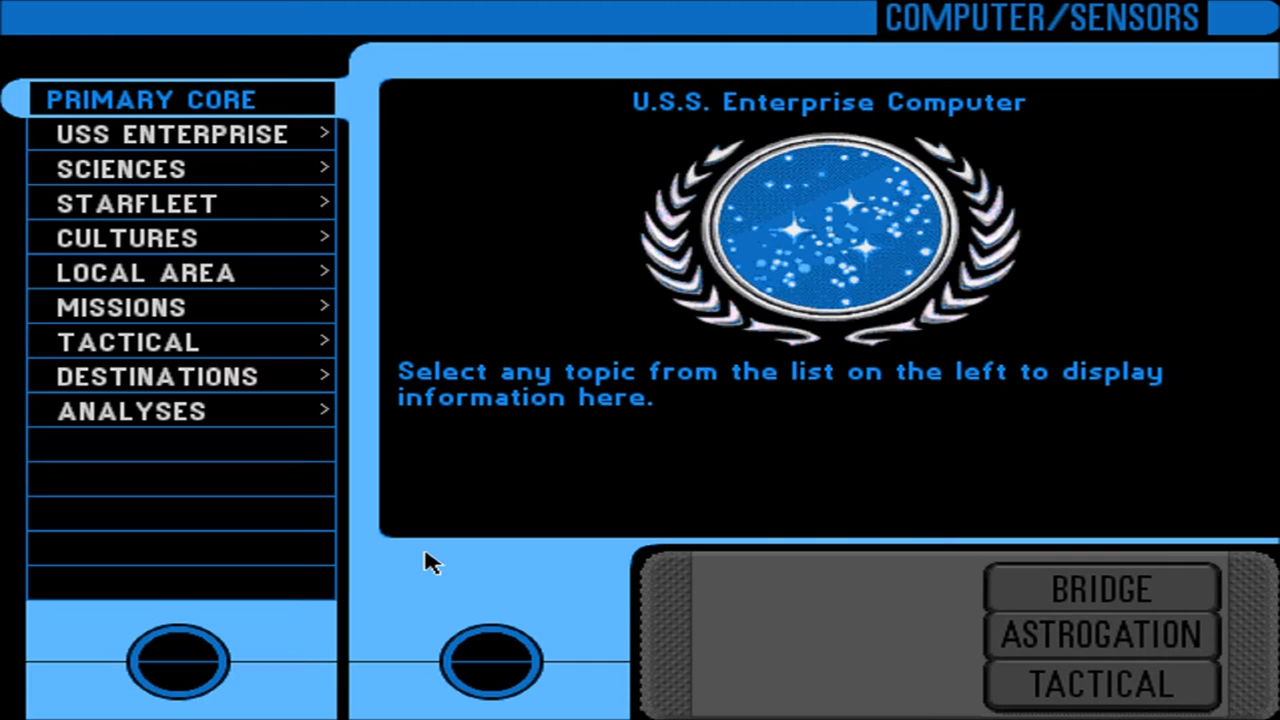 COMPUTER/SENSORS
PRIMARY CORE
USS ENTERPRISE >
SCIENCES >
STARFLEET >
CULTURES >
LOCAL AREA >
MISSIONS >
TACTICAL >
DESTINATIONS >
ANALYSES >
U.S.S. Enterprise Computer
Select any topic from the list on the left to display
information here.
BRIDGE
ASTROGATION
TACTICAL